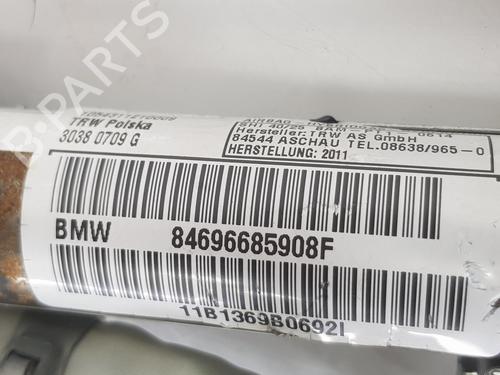 TRW Polska
3038 0709 G
AIRBAG
Hersteller:TRW AS GmbH
84544 ASCHAU TEL.08638/965-0
HERSTELLUNG: 2011
BMW
84696685908F
11B1369B0692I
B-PARTS